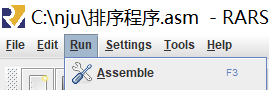 C:\nju\排序程序.asm - RARS
File Edit Run Settings Tools Help
Assemble F3